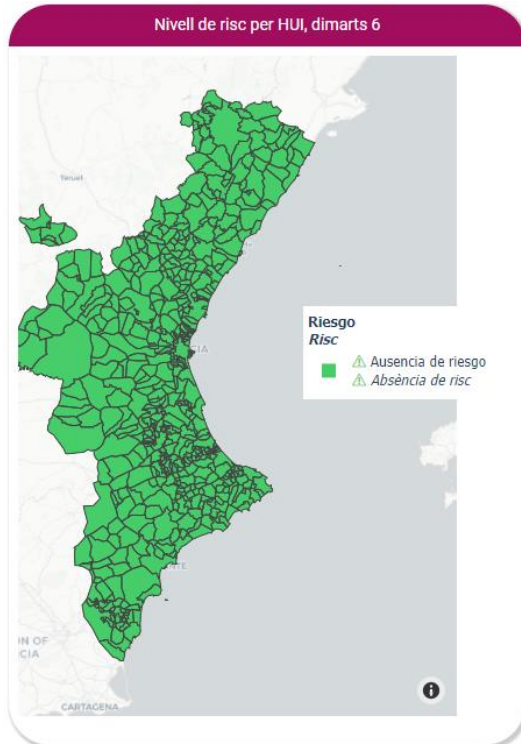 Nivell de risc per HUI, dimarts 6
Teruel
Riesgo
Risc
Ausencia de riesgo
Absència de risc
CARTAGENA